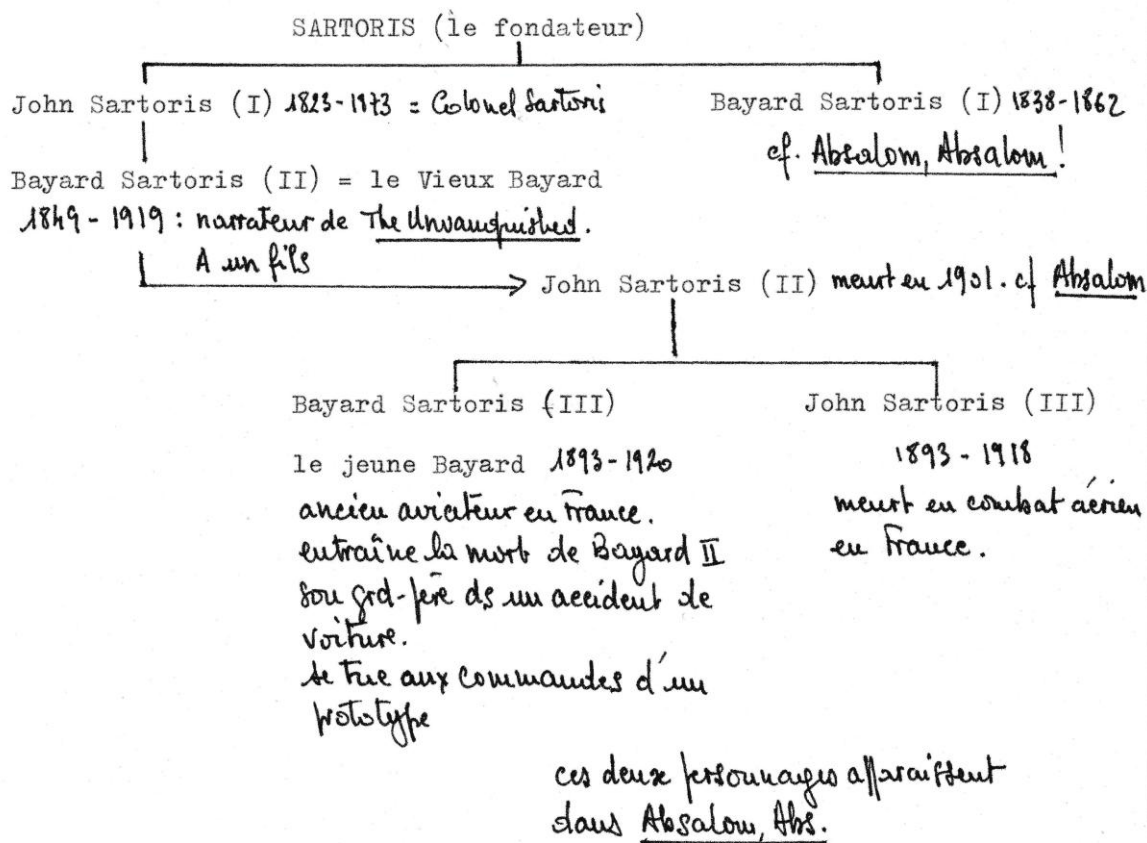 SARTORIS (le fondateur)
John Sartoris (I) 1823-1973 = Colonel Sartoris
Bayard Sartoris (I) 1838-1862
cf. Absalom, Absalom !
Bayard Sartoris (II) = le Vieux Bayard
1849-1919 : narrateur de The Unvanquished.
A un fils
John Sartoris (II) meurt en 1901. cf Absalom
Bayard Sartoris (III)
le jeune Bayard 1893-1920
ancien aviateur en France.
entraîne la mort de Bayard II
son grd-père ds un accident de
voiture.
se tue aux commandes d'un
prototype
John Sartoris (III)
1893 - 1918
meurt en combat aérien
en France.
ces deux personnages apparaissent
dans Absalom, Abs.